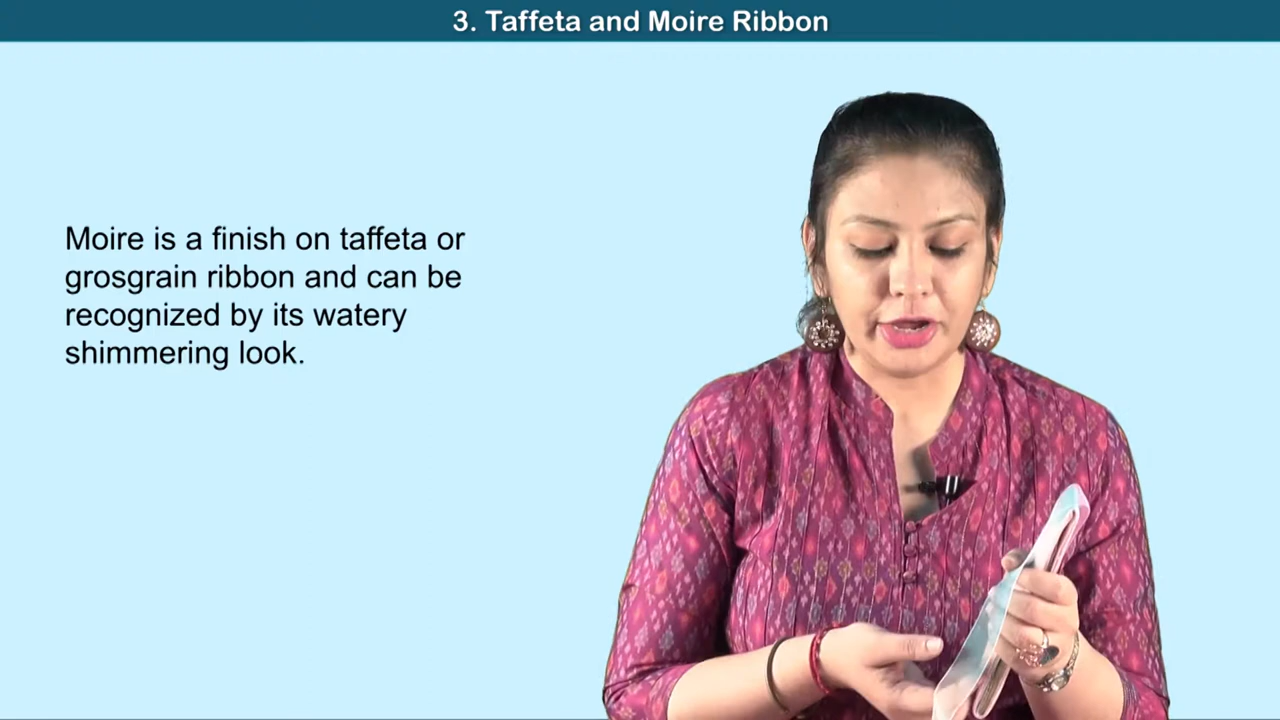 3. Taffeta and Moire Ribbon
Moire is a finish on taffeta or
grosgrain ribbon and can be
recognized by its watery
shimmering look.